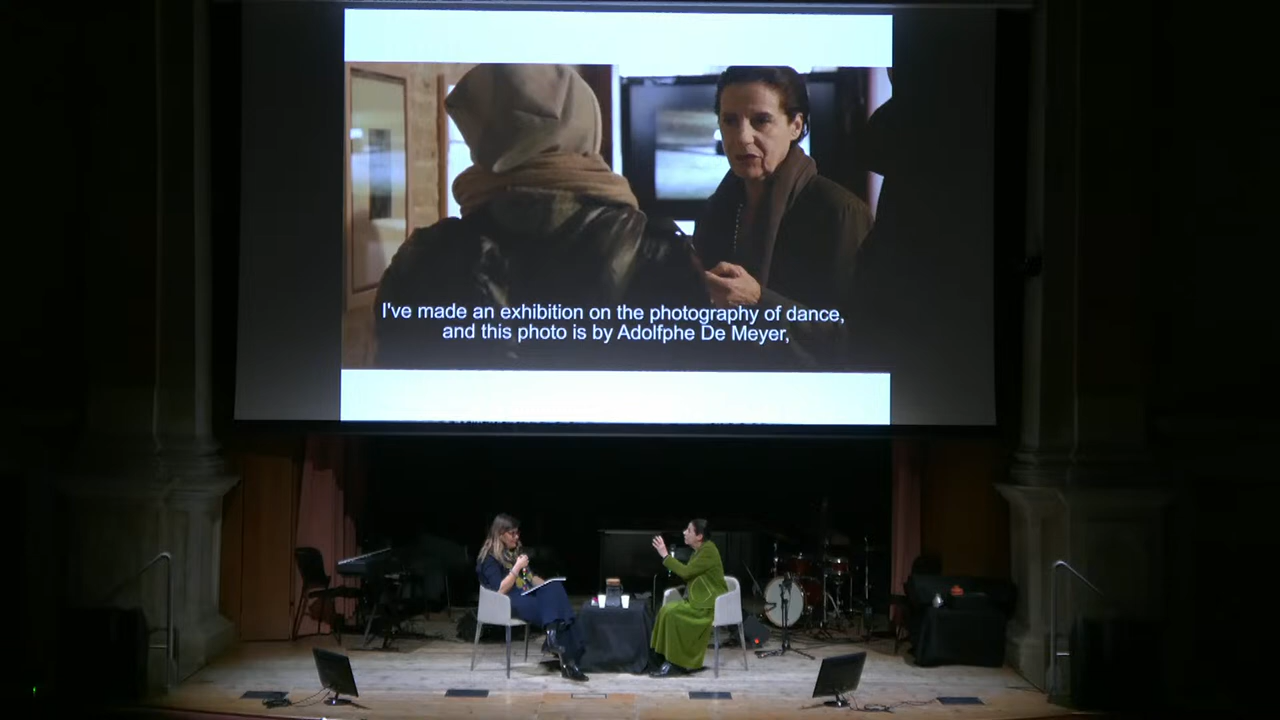 I've made an exhibition on the photography of dance,
and this photo is by Adolfphe De Meyer,